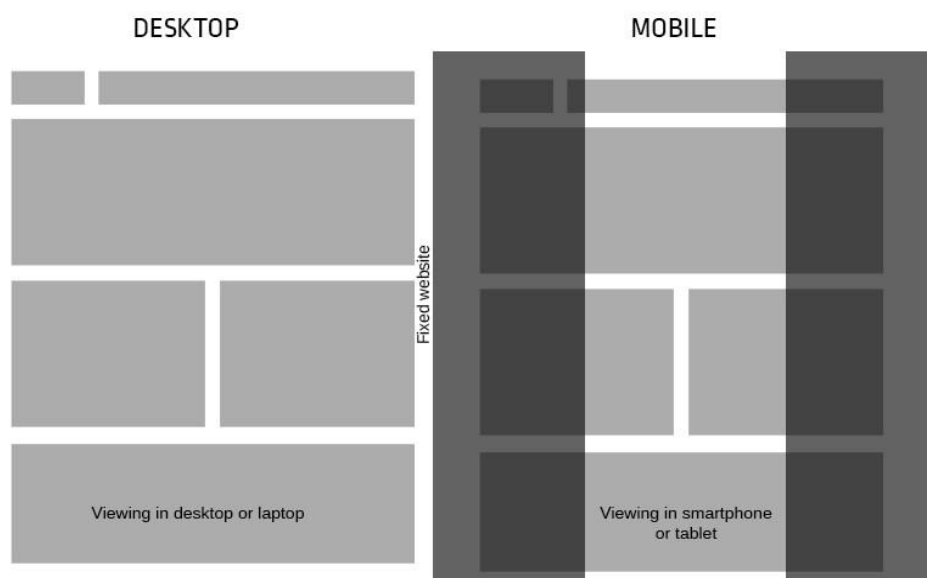 DESKTOP
MOBILE
Fixed website
Viewing in desktop or laptop
Viewing in smartphone
or tablet